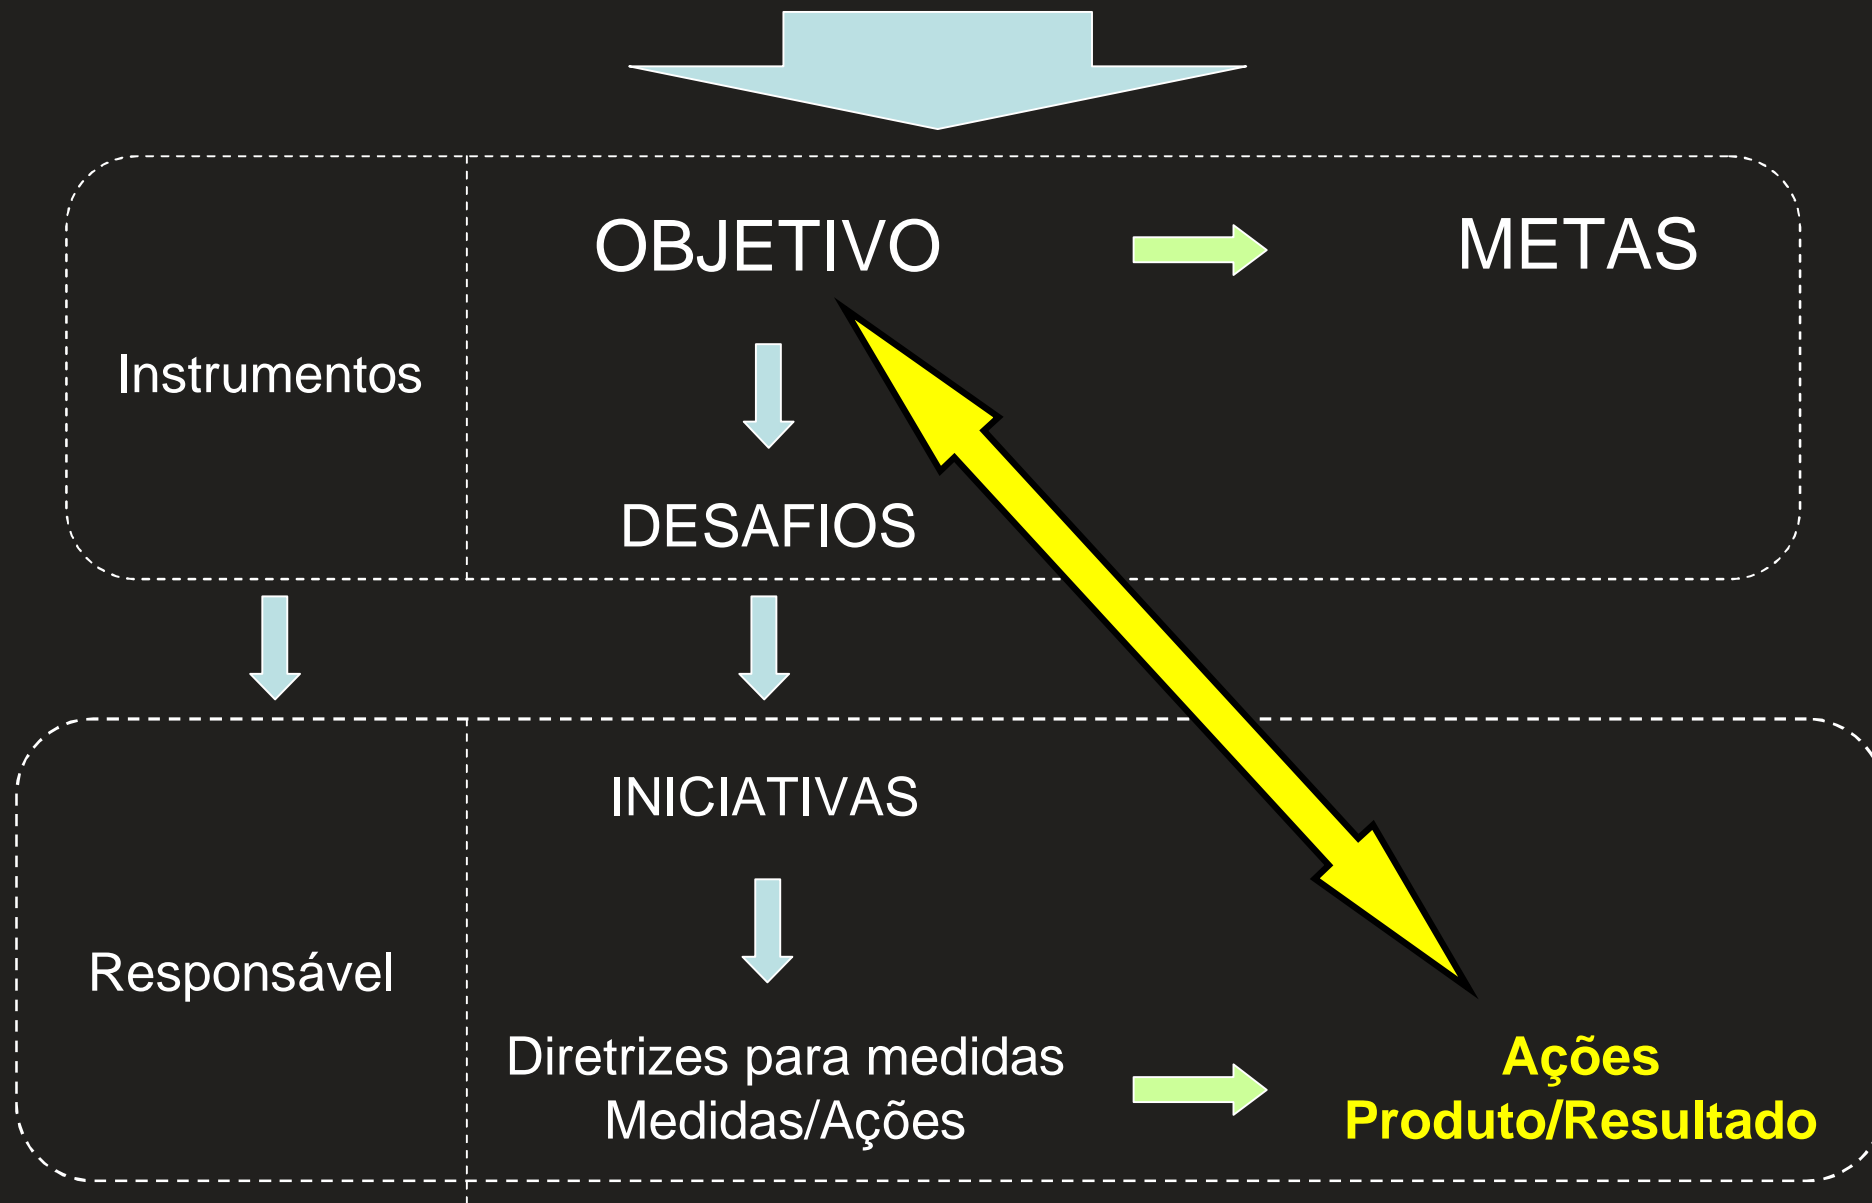 OBJETIVO
METAS
Instrumentos
DESAFIOS
INICIATIVAS
Responsável
Diretrizes para medidas
Medidas/Ações
Ações
Produto/Resultado